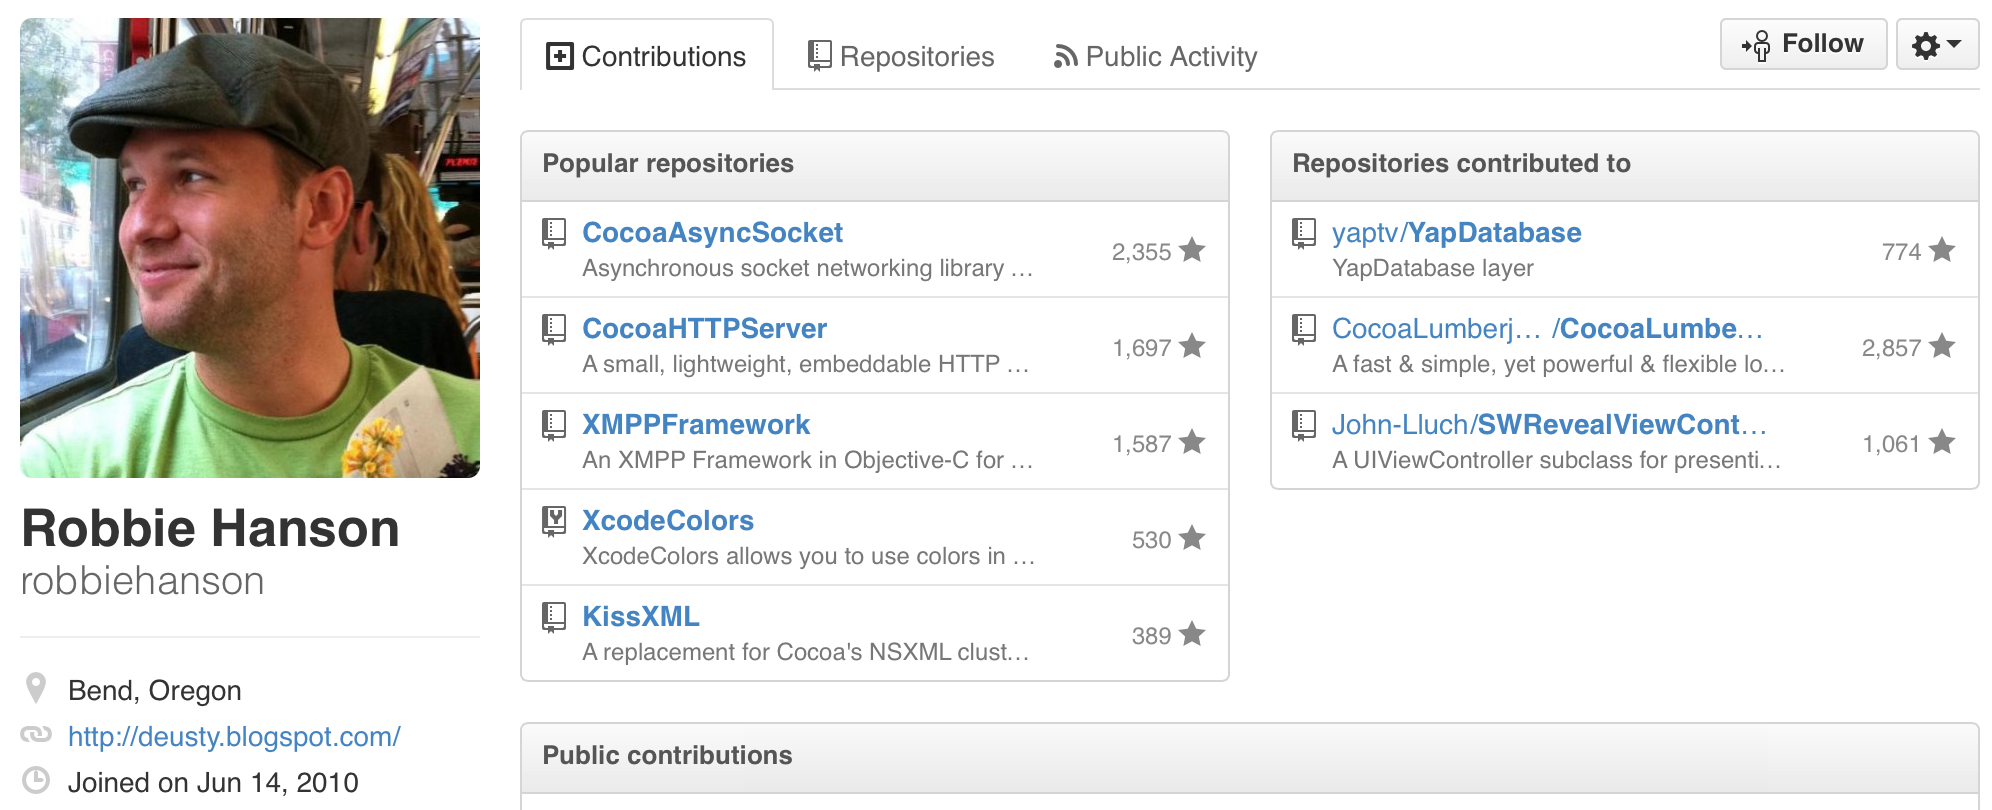 Contributions
Repositories
Public Activity
Follow
Robbie Hanson
robbiehanson
Bend, Oregon
http://deusty.blogspot.com/
Joined on Jun 14, 2010
Popular repositories
CocoaAsyncSocket
Asynchronous socket networking library …
2,355
CocoaHTTPServer
A small, lightweight, embeddable HTTP …
1,697
XMPPFramework
An XMPP Framework in Objective-C for …
1,587
XcodeColors
XcodeColors allows you to use colors in …
530
KissXML
A replacement for Cocoa's NSXML clust…
389
Repositories contributed to
yaptv/YapDatabase
YapDatabase layer
774
CocoaLumberj… /CocoaLumbe…
A fast & simple, yet powerful & flexible lo…
2,857
John-Lluch/SWRevealViewCont…
A UIViewController subclass for presenti…
1,061
Public contributions